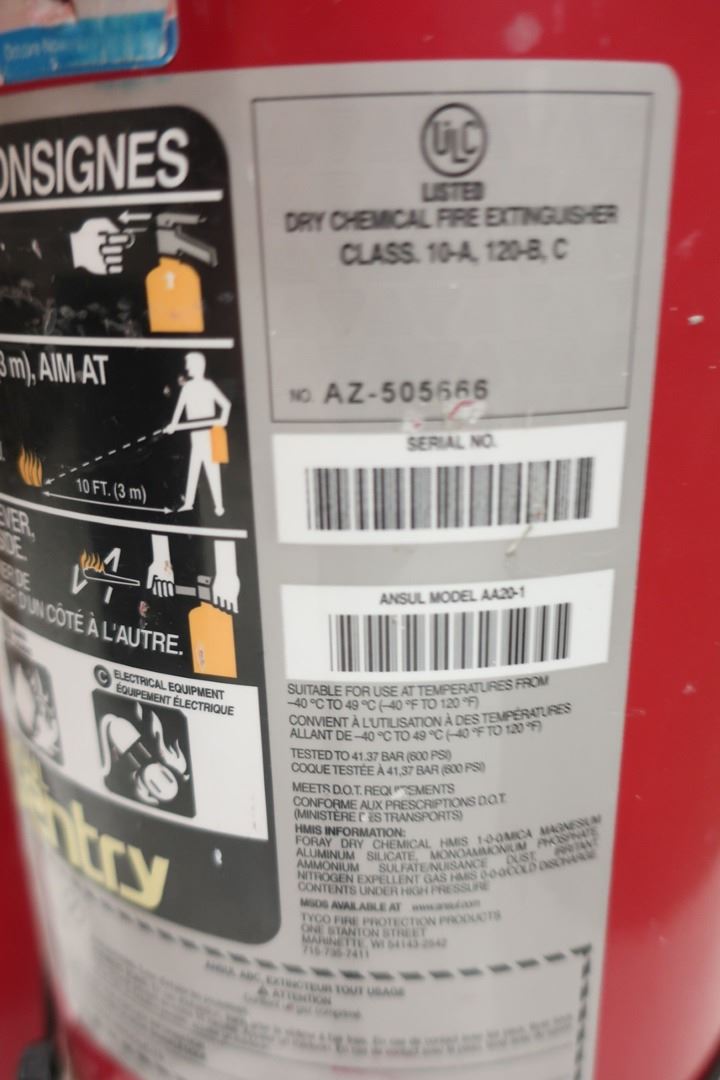 ONSIGNES
3 m), AIM AT
10 FT. (3 m)
EVER,
SIDE.
D'UN CÔTÉ À L'AUTRE.
C ELECTRICAL EQUIPMENT
ÉQUIPEMENT ÉLECTRIQUE
entry
ULC
LISTED
DRY CHEMICAL FIRE EXTINGUISHER
CLASS. 10-A, 120-B, C
NO. AZ-505666
SERIAL NO.
ANSUL MODEL AA20-1
SUITABLE FOR USE AT TEMPERATURES FROM
–40 °C TO 49 °C (–40 °F TO 120 °F)
CONVIENT À L'UTILISATION À DES TEMPÉRATURES
ALLANT DE –40 °C TO 49 °C (–40 °F TO 120 °F)
TESTED TO 41.37 BAR (600 PSI)
COQUE TESTÉE À 41,37 BAR (600 PSI)
MEETS D.O.T. REQUIREMENTS
CONFORME AUX PRESCRIPTIONS D.O.T.
(MINISTÈRE DES TRANSPORTS)
HMIS INFORMATION:
FORAY DRY CHEMICAL HMIS 1-0-0/MICA MAGNESIUM
ALUMINUM SILICATE, MONOAMMONIUM PHOSPHATE,
AMMONIUM SULFATE/NUISANCE DUST, IRRITANT.
NITROGEN EXPELLENT GAS HMIS 0-0-0/COLD DISCHARGE.
CONTENTS UNDER HIGH PRESSURE
MSDS AVAILABLE AT www.ansul.com
TYCO FIRE PROTECTION PRODUCTS
ONE STANTON STREET
MARINETTE, WI 54143-2542
715-735-7411
ANSUL ABC, EXTINCTEUR TOUT USAGE
ATTENTION